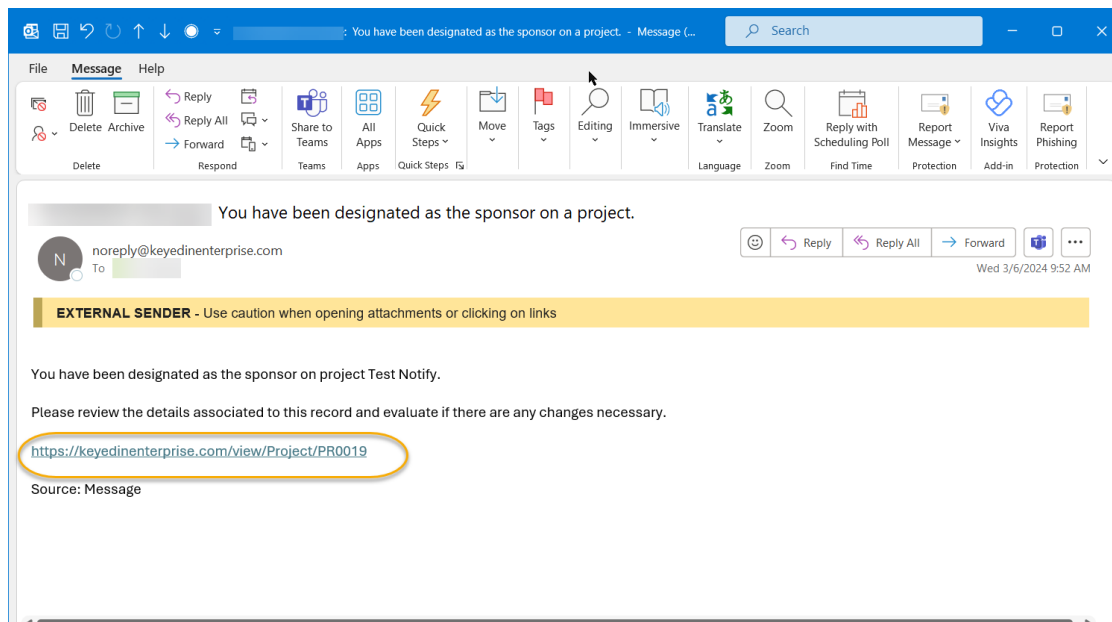 : You have been designated as the sponsor on a project. - Message (...
Search
File Message Help
Delete Archive
Reply
Reply All
Forward
Share to Teams
All Apps
Quick Steps
Move
Tags
Editing
Immersive
Translate
Zoom
Reply with Scheduling Poll
Report Message
Viva Insights
Report Phishing
Delete Respond Teams Apps Quick Steps Language Zoom Find Time Protection Add-in Protection
You have been designated as the sponsor on a project.
N
noreply@keyedinenterprise.com
To
Reply Reply All Forward
Wed 3/6/2024 9:52 AM
EXTERNAL SENDER - Use caution when opening attachments or clicking on links
You have been designated as the sponsor on project Test Notify.
Please review the details associated to this record and evaluate if there are any changes necessary.
https://keyedinenterprise.com/view/Project/PR0019
Source: Message